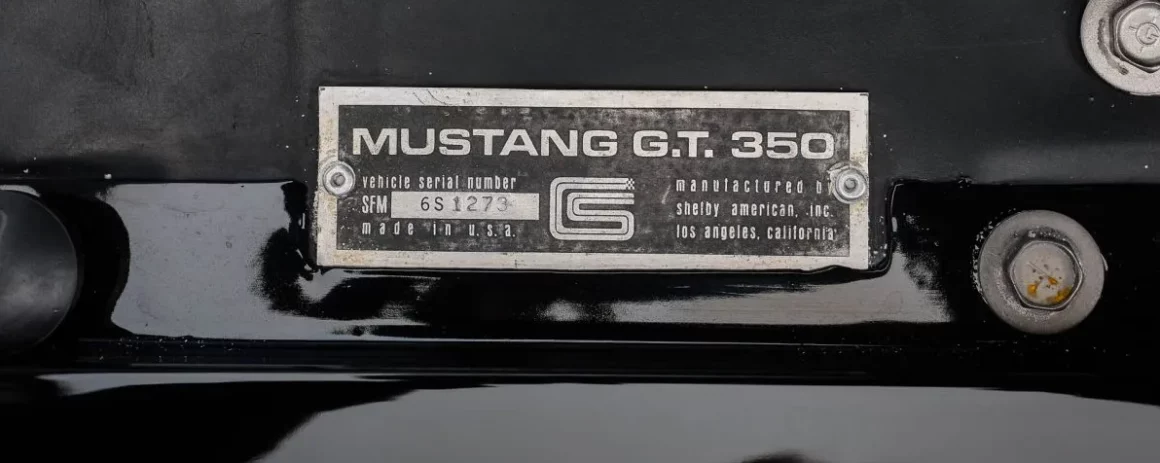 MUSTANG G.T. 350
vehicle serial number
SFM 6S1273
made in u.s.a.
manufactured by
shelby american, inc.
los angeles, california